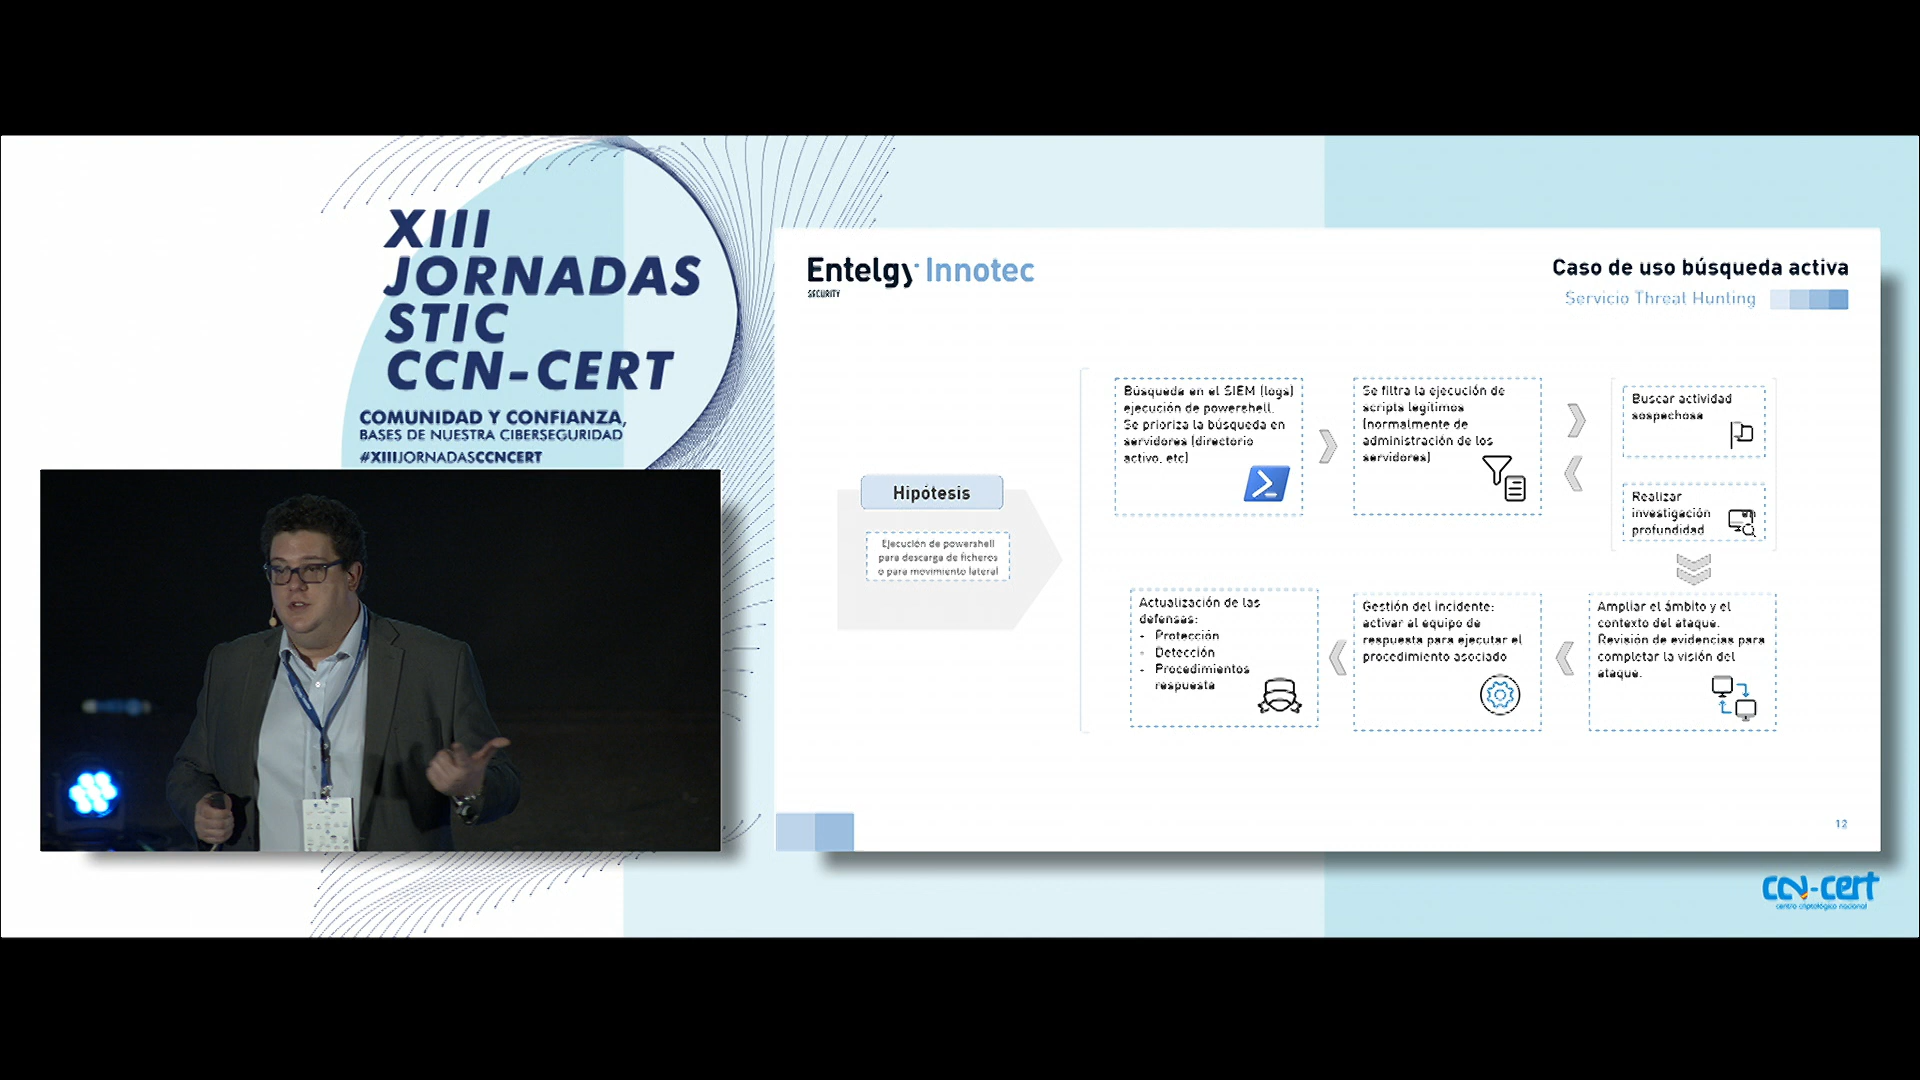 XIII
JORNADAS
STIC
CCN-CERT
COMUNIDAD Y CONFIANZA,
BASES DE NUESTRA CIBERSEGURIDAD
#XIIIJORNADASCCNCERT
Entelgy Innotec
SECURITY
Caso de uso búsqueda activa
Servicio Threat Hunting
Hipótesis
Ejecución de powershell
para descarga de ficheros
o para movimiento lateral
Búsqueda en el SIEM (logs)
ejecución de powershell.
Se prioriza la búsqueda en
servidores (directorio
activo, etc)
Se filtra la ejecución de
scripts legítimos
(normalmente de
administración de los
servidores)
Buscar actividad
sospechosa
Realizar
investigación en
profundidad
Actualización de las
defensas:
- Protección
- Detección
- Procedimientos
respuesta
Gestión del incidente:
activar al equipo de
respuesta para ejecutar el
procedimiento asociado
Ampliar el ámbito y el
contexto del ataque.
Revisión de evidencias para
completar la visión del
ataque.
12
ccn-cert
centro criptológico nacional